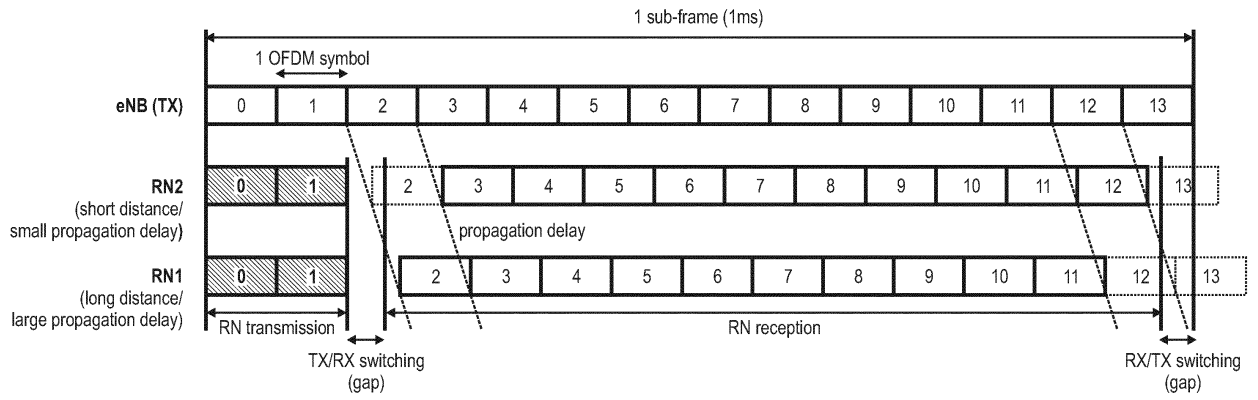 1 sub-frame (1ms)
1 OFDM symbol
eNB (TX) 0 1 2 3 4 5 6 7 8 9 10 11 12 13
RN2 0 1 2 3 4 5 6 7 8 9 10 11 12 13
(short distance/
small propagation delay)
propagation delay
RN1 0 1 2 3 4 5 6 7 8 9 10 11 12 13
(long distance/
large propagation delay)
RN transmission RN reception
TX/RX switching
(gap)
RX/TX switching
(gap)